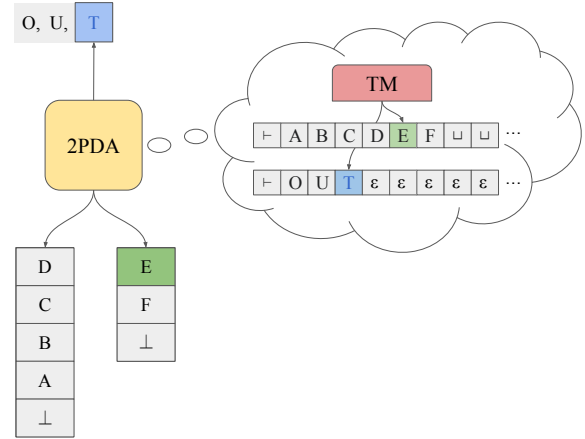 O, U, T
TM
2PDA
⊢ A B C D E F ⊔ ⊔ ...
⊢ O U T ε ε ε ε ε ...
D
C
B
A
⊥
E
F
⊥